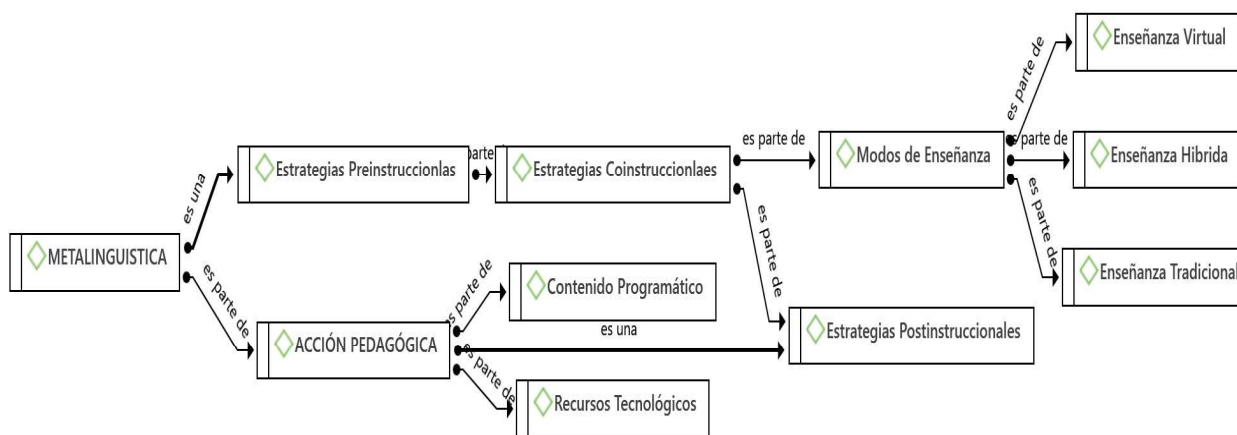 Enseñanza Virtual
es parte de
es parte de
Modos de Enseñanza
es parte de
Enseñanza Hibrida
Estrategias Preinstruccionlas
parte
Estrategias Coinstruccionlaes
es una
es parte de
es parte de
METALINGUISTICA
es parte de
Enseñanza Tradicional
es parte de
Contenido Programático
es una
Estrategias Postinstruccionales
ACCIÓN PEDAGÓGICA
es parte de
Recursos Tecnológicos